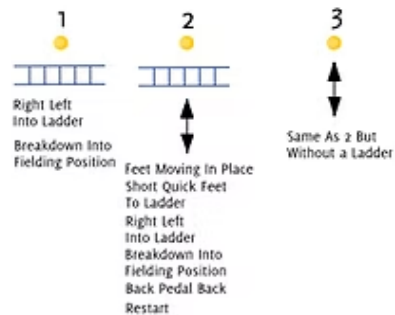 1
Right Left
Into Ladder
Breakdown Into
Fielding Position
2
Feet Moving In Place
Short Quick Feet
To Ladder
Right Left
Into Ladder
Breakdown Into
Fielding Position
Back Pedal Back
Restart
3
Same As 2 But
Without a Ladder